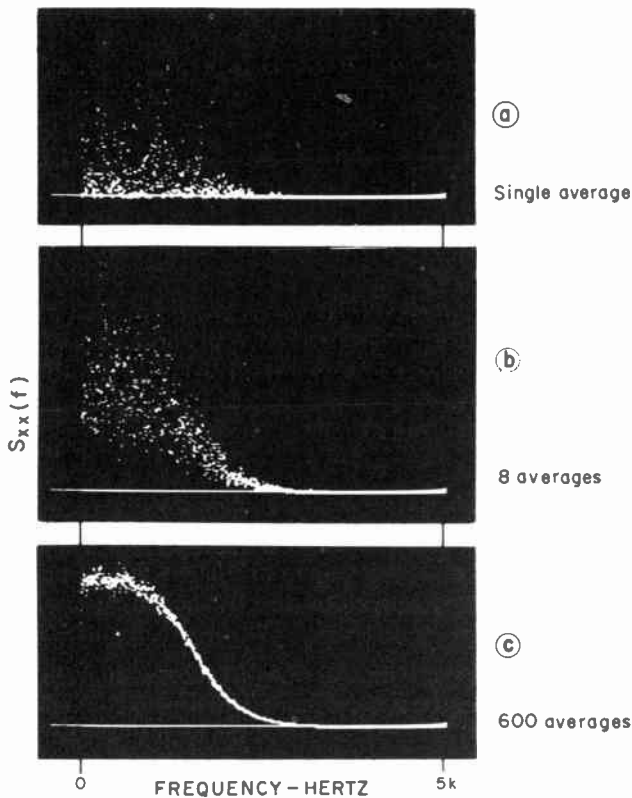 a
Single average
b
8 averages
Sxx(f)
c
600 averages
0
5k
FREQUENCY-HERTZ